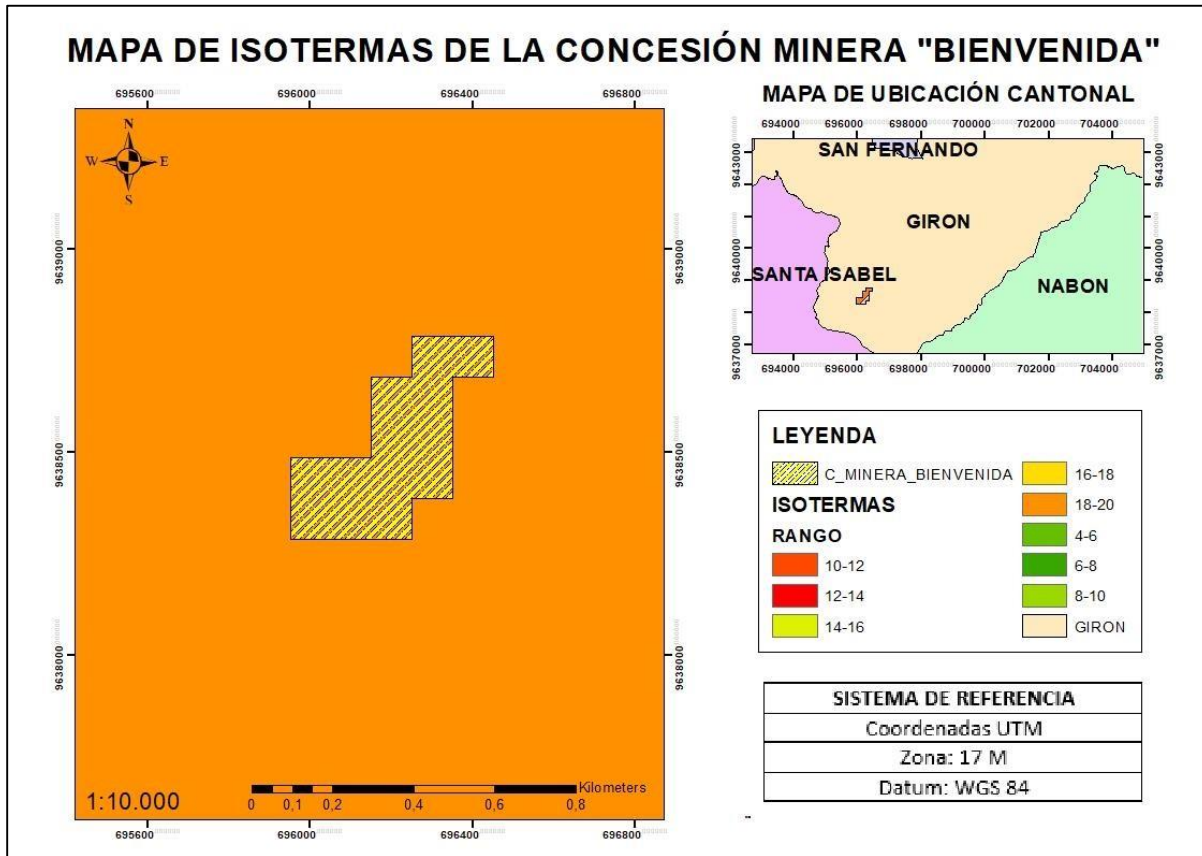 MAPA DE ISOTERMAS DE LA CONCESIÓN MINERA "BIENVENIDA"
695600 696000 696400 696800
N
W E
S
9639000 9639000
9638500 9638500
9638000 9638000
1:10.000
Kilometers
0 0,1 0,2 0,4 0,6 0,8
695600 696000 696400 696800
MAPA DE UBICACIÓN CANTONAL
694000 696000 698000 700000 702000 704000
9643000 9643000
SAN FERNANDO
GIRON
9640000 9640000
SANTA ISABEL
NABON
9637000 9637000
694000 696000 698000 700000 702000 704000
LEYENDA
C_MINERA_BIENVENIDA
ISOTERMAS
RANGO
10-12
12-14
14-16
16-18
18-20
4-6
6-8
8-10
GIRON
SISTEMA DE REFERENCIA
Coordenadas UTM
Zona: 17 M
Datum: WGS 84